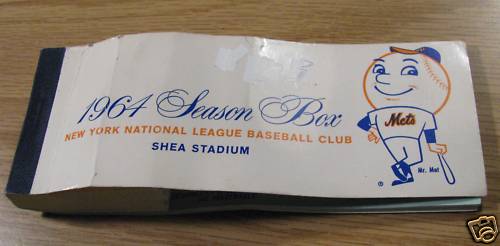 1964 Season Box
NEW YORK NATIONAL LEAGUE BASEBALL CLUB
SHEA STADIUM
Mets
® Mr. Met